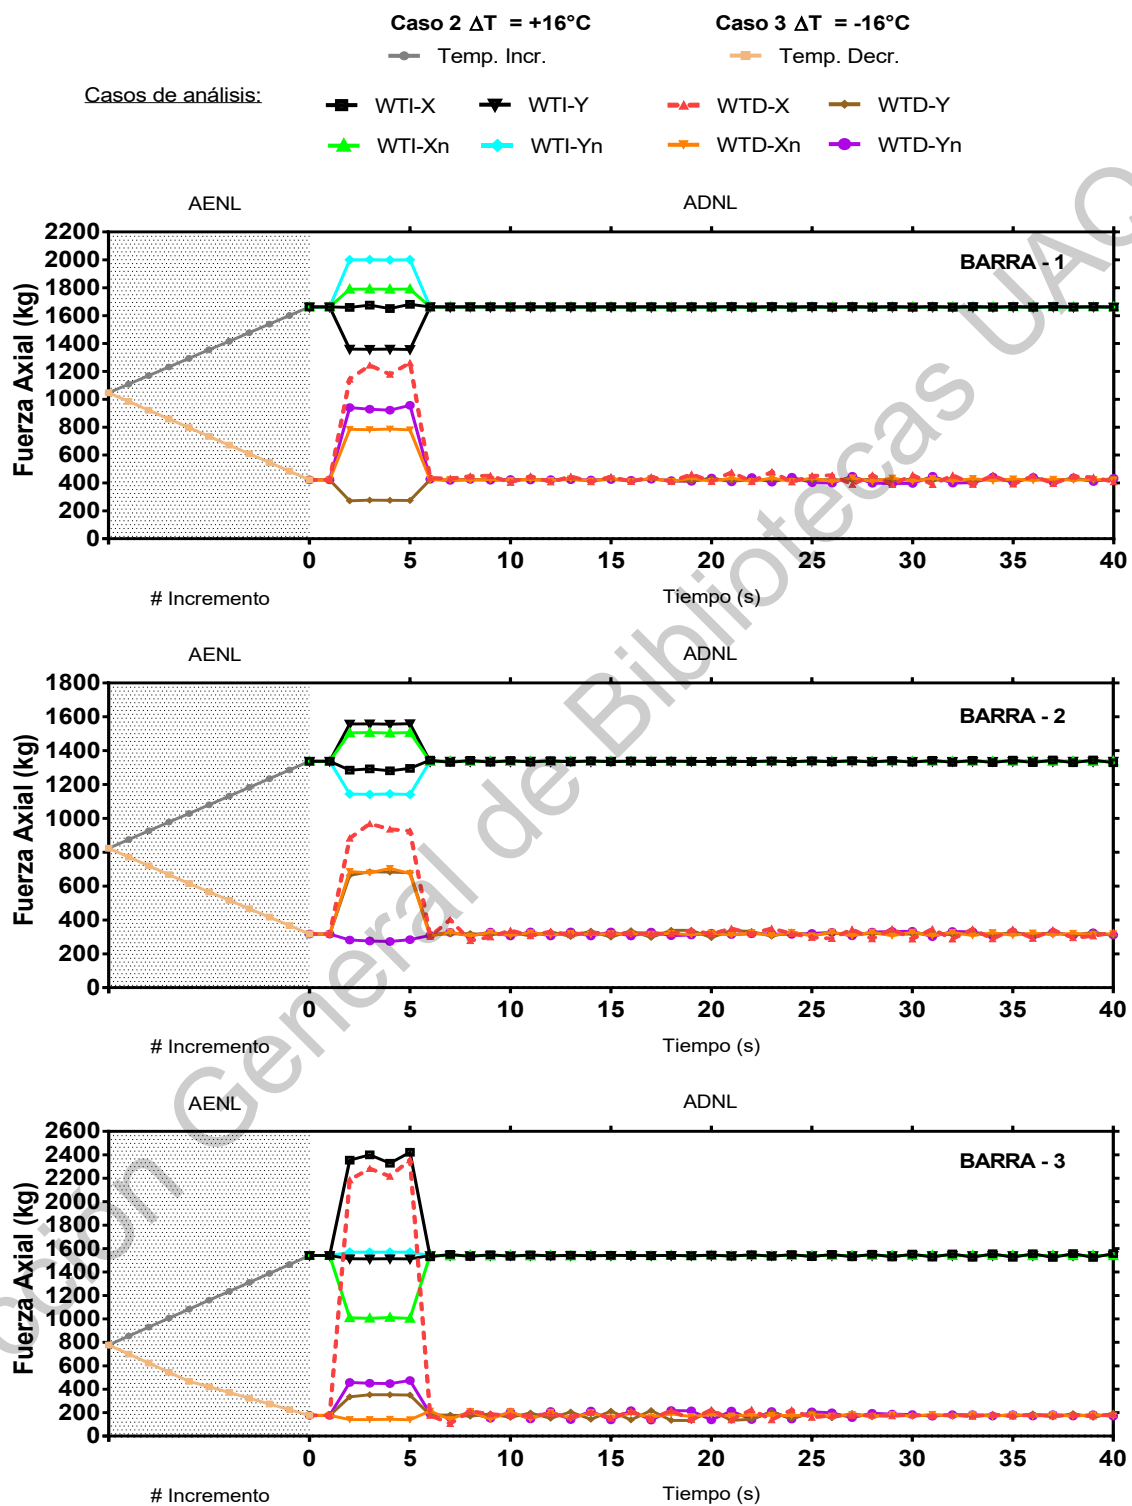 Caso 2 ΔT = +16°C Caso 3 ΔT = -16°C
Temp. Incr. Temp. Decr.
Casos de análisis: WTI-X WTI-Y WTD-X WTD-Y
WTI-Xn WTI-Yn WTD-Xn WTD-Yn
AENL ADNL
BARRA - 1
Fuerza Axial (kg)
2200
2000
1800
1600
1400
1200
1000
800
600
400
200
0
0 5 10 15 20 25 30 35 40
# Incremento Tiempo (s)
AENL ADNL
BARRA - 2
Fuerza Axial (kg)
1800
1600
1400
1200
1000
800
600
400
200
0
0 5 10 15 20 25 30 35 40
# Incremento Tiempo (s)
AENL ADNL
BARRA - 3
Fuerza Axial (kg)
2600
2400
2200
2000
1800
1600
1400
1200
1000
800
600
400
200
0
0 5 10 15 20 25 30 35 40
# Incremento Tiempo (s)
General de Bibliotecas